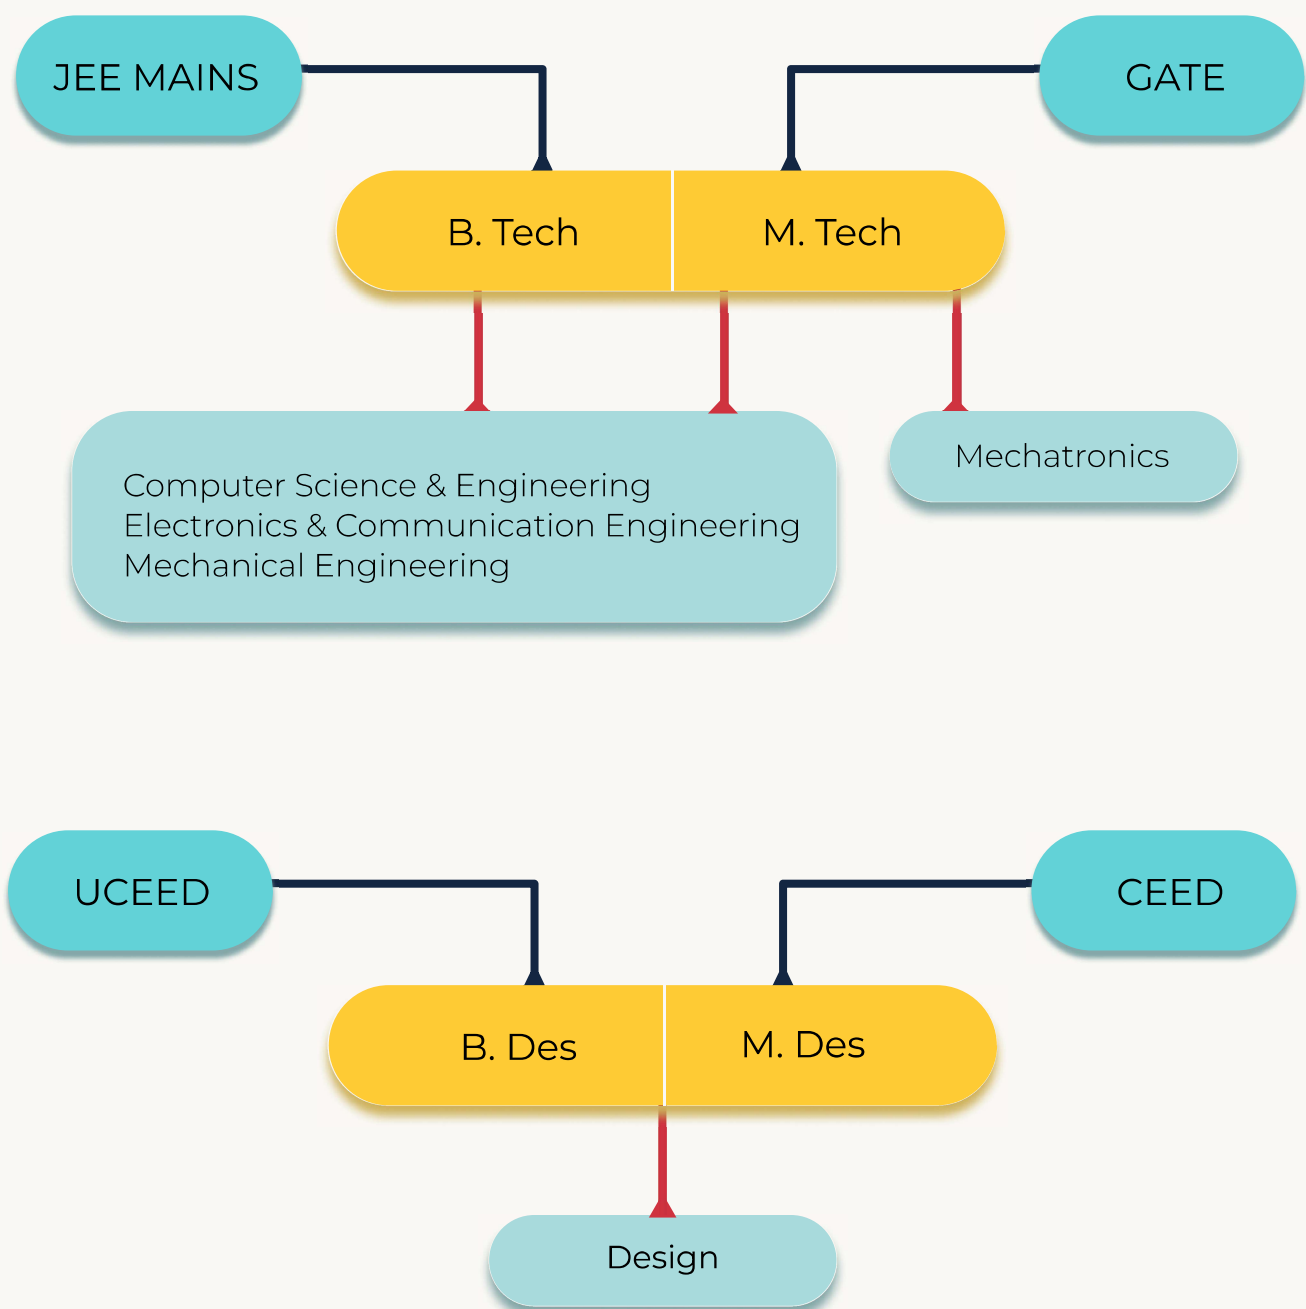 JEE MAINS
GATE
B. Tech
M. Tech
Mechatronics
Computer Science & Engineering
Electronics & Communication Engineering
Mechanical Engineering
UCEED
CEED
B. Des
M. Des
Design